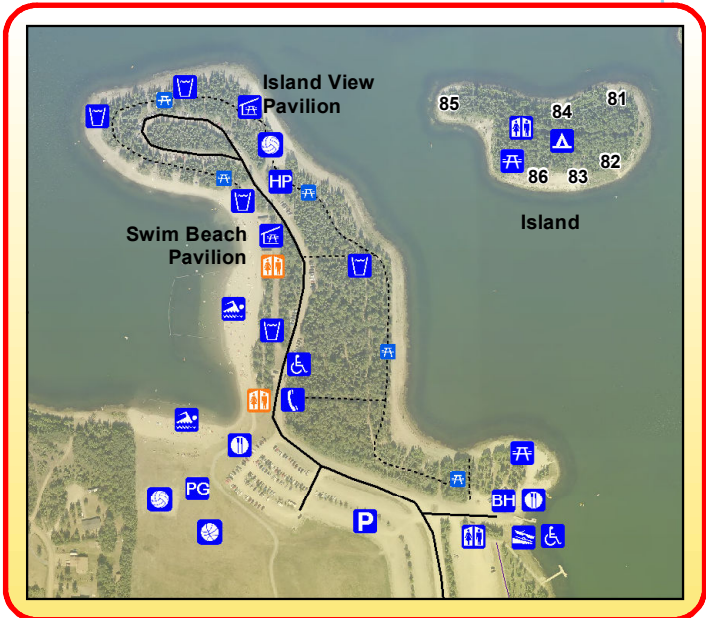 Island View
Pavilion
85
84
81
82
86
83
Island
HP
Swim Beach
Pavilion
PG
BH
P